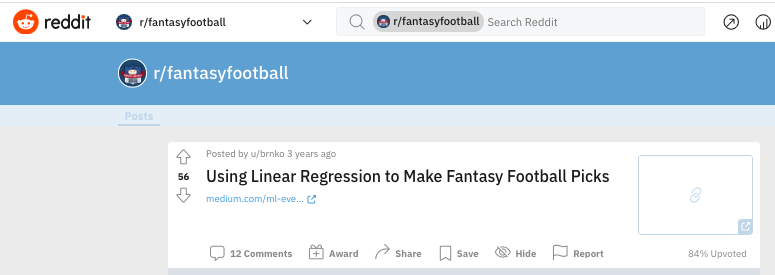 reddit r/fantasyfootball r/fantasyfootball Search Reddit
r/fantasyfootball
Posts
Posted by u/brnko 3 years ago
56 Using Linear Regression to Make Fantasy Football Picks
medium.com/ml-eve...
12 Comments Award Share Save Hide Report 84% Upvoted